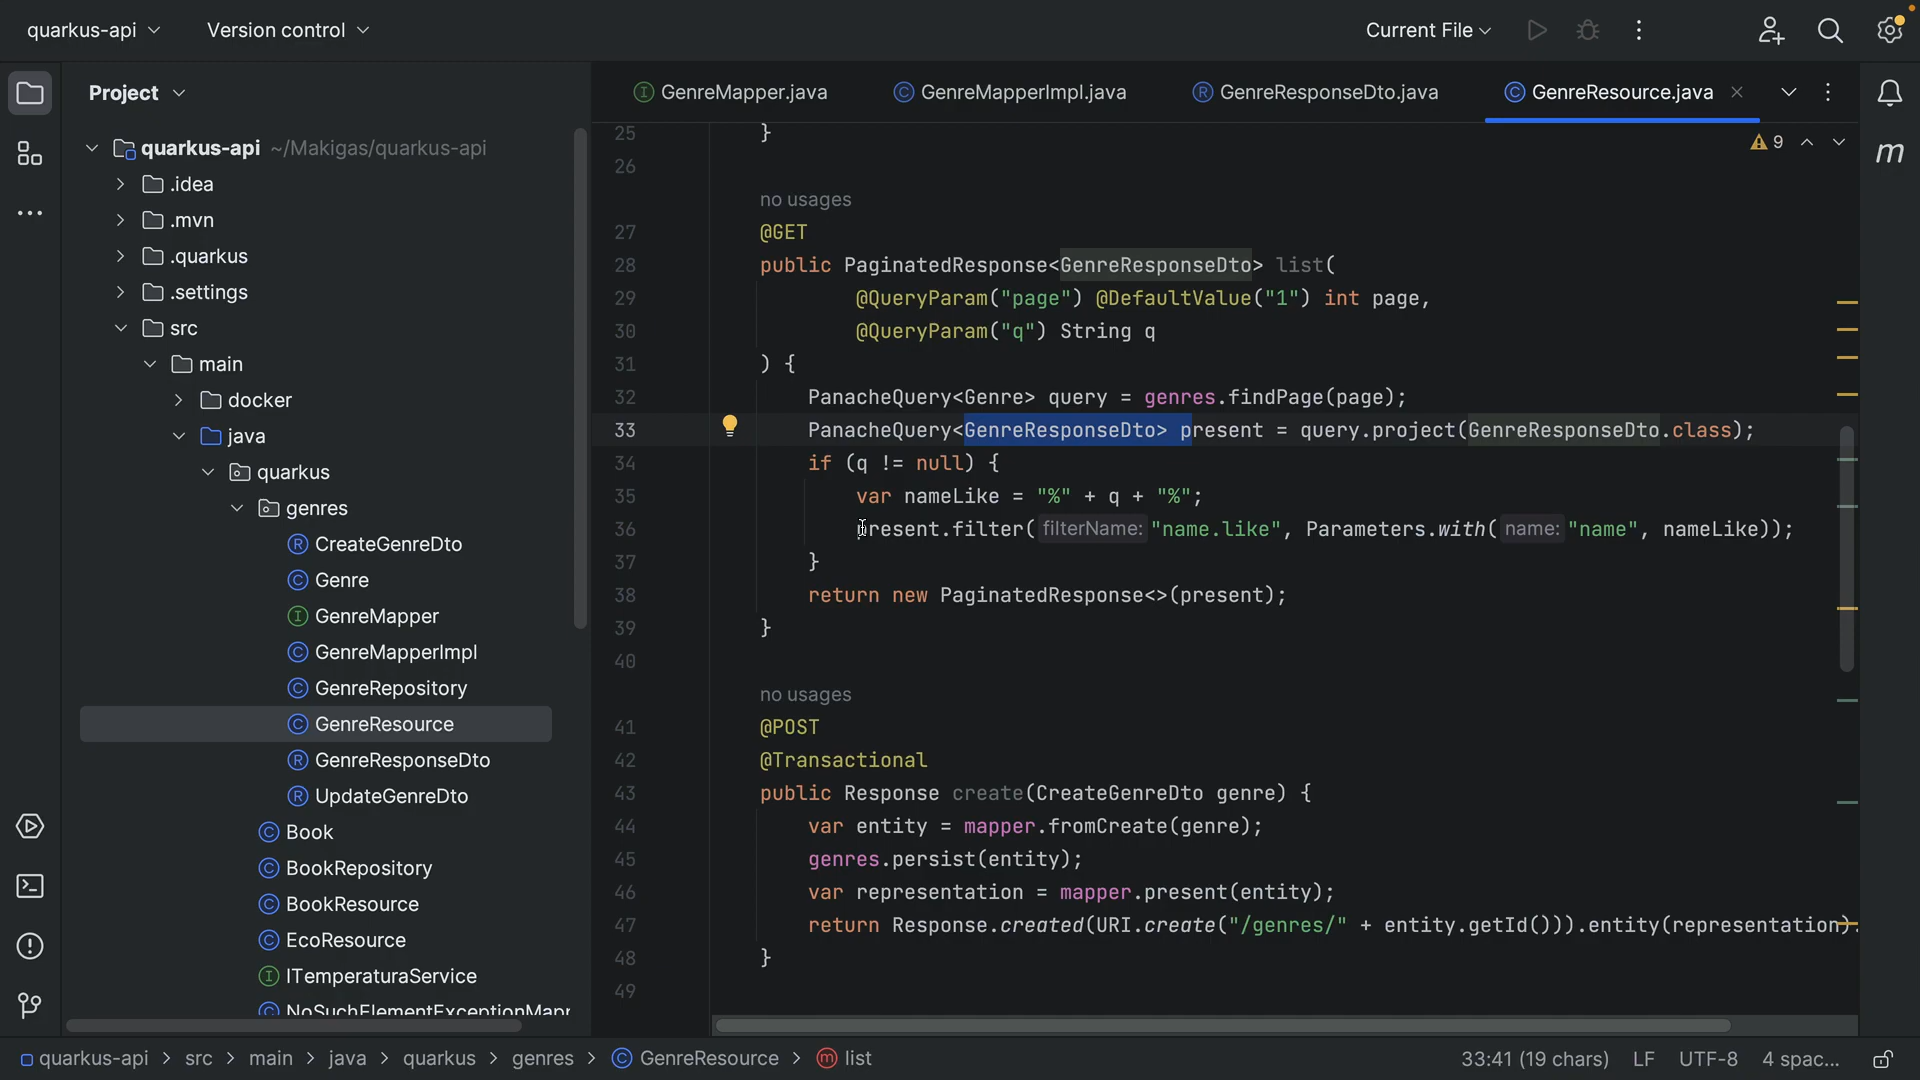 quarkus-api
Version control
Current File
Project
GenreMapper.java
GenreMapperImpl.java
GenreResponseDto.java
GenreResource.java
quarkus-api ~/Makigas/quarkus-api
.idea
.mvn
.quarkus
.settings
src
main
docker
java
quarkus
genres
CreateGenreDto
Genre
GenreMapper
GenreMapperImpl
GenreRepository
GenreResource
GenreResponseDto
UpdateGenreDto
Book
BookRepository
BookResource
EcoResource
ITemperaturaService
NoSuchElementExceptionMapp
9
25 }
26
no usages
27 @GET
28 public PaginatedResponse<GenreResponseDto> list(
29 @QueryParam("page") @DefaultValue("1") int page,
30 @QueryParam("q") String q
31 ) {
32 PanacheQuery<Genre> query = genres.findPage(page);
33 PanacheQuery<GenreResponseDto> present = query.project(GenreResponseDto.class);
34 if (q != null) {
35 var nameLike = "%" + q + "%";
36 present.filter( filterName: "name.like", Parameters.with( name: "name", nameLike));
37 }
38 return new PaginatedResponse<>(present);
39 }
40
no usages
41 @POST
42 @Transactional
43 public Response create(CreateGenreDto genre) {
44 var entity = mapper.fromCreate(genre);
45 genres.persist(entity);
46 var representation = mapper.present(entity);
47 return Response.created(URI.create("/genres/" + entity.getId())).entity(representation).
48 }
49
m
quarkus-api > src > main > java > quarkus > genres > GenreResource > list
33:41 (19 chars) LF UTF-8 4 spac...